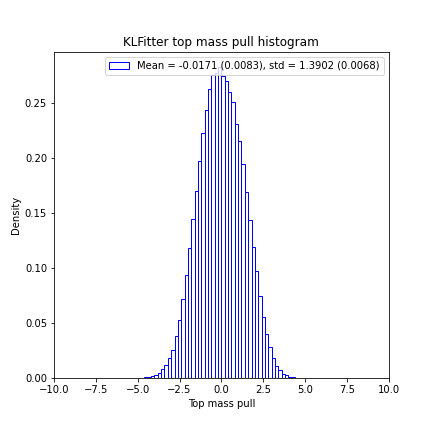 KLFitter top mass pull histogram
Mean = -0.0171 (0.0083), std = 1.3902 (0.0068)
0.25
0.20
0.15
0.10
0.05
0.00
Density
−10.0 −7.5 −5.0 −2.5 0.0 2.5 5.0 7.5 10.0
Top mass pull